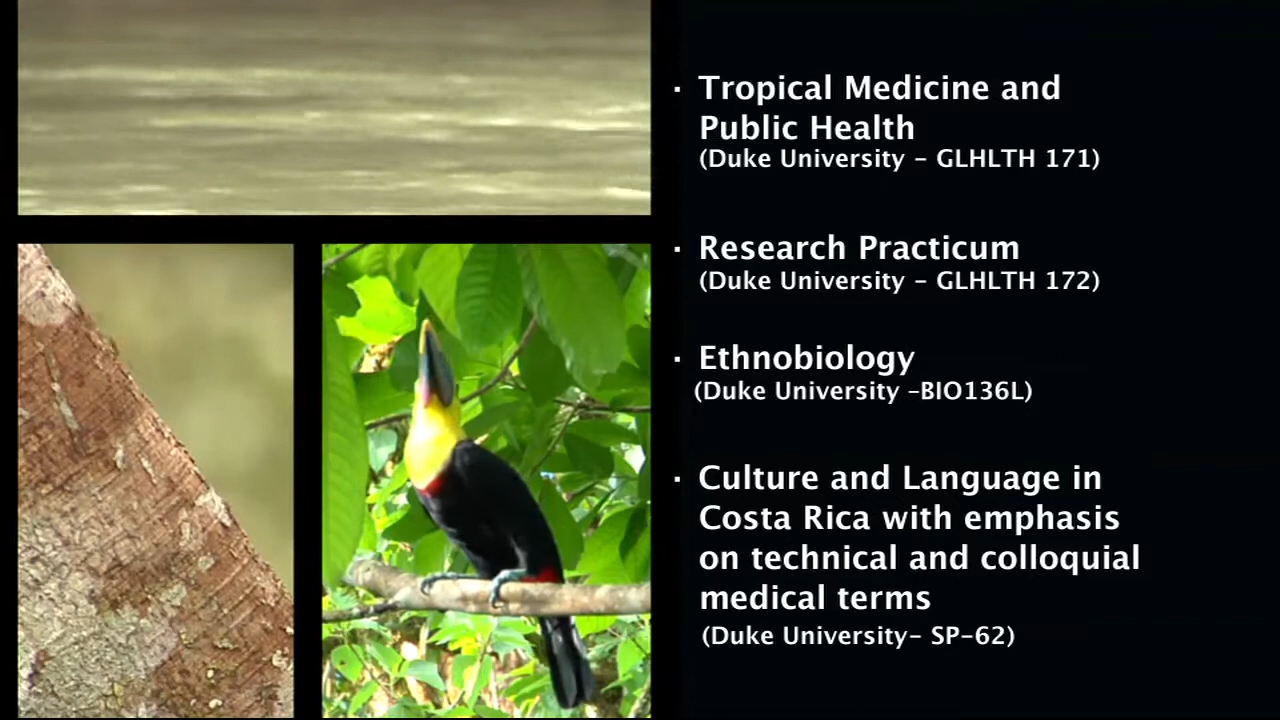 · Tropical Medicine and
Public Health
(Duke University – GLHLTH 171)
· Research Practicum
(Duke University – GLHLTH 172)
· Ethnobiology
(Duke University –BIO136L)
· Culture and Language in
Costa Rica with emphasis
on technical and colloquial
medical terms
(Duke University– SP–62)